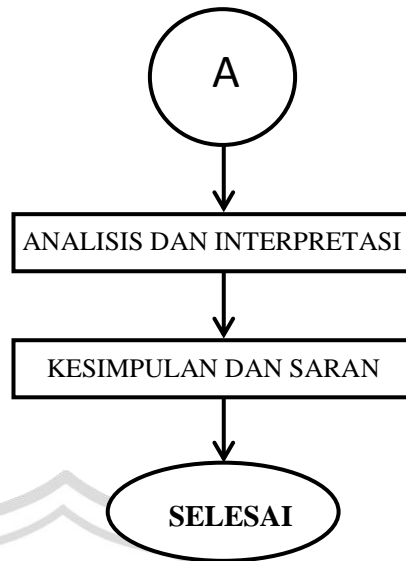 A
ANALISIS DAN INTERPRETASI
KESIMPULAN DAN SARAN
SELESAI